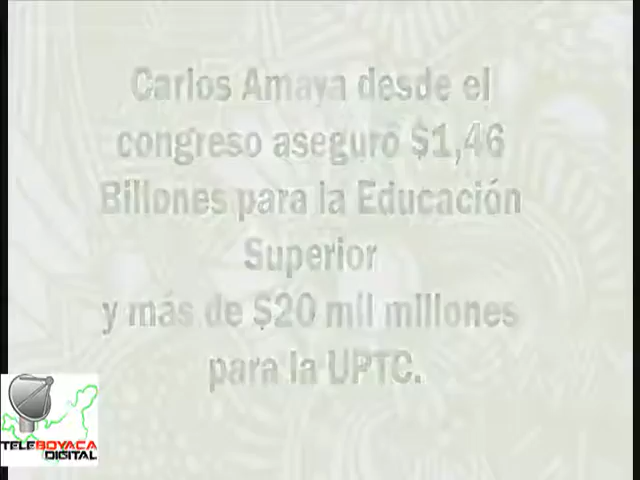 Carlos Amaya desde el
congreso aseguró $1,46
Billones para la Educación
Superior
y más de $20 mil millones
para la UPTC.
TELEBOYACA
DIGITAL